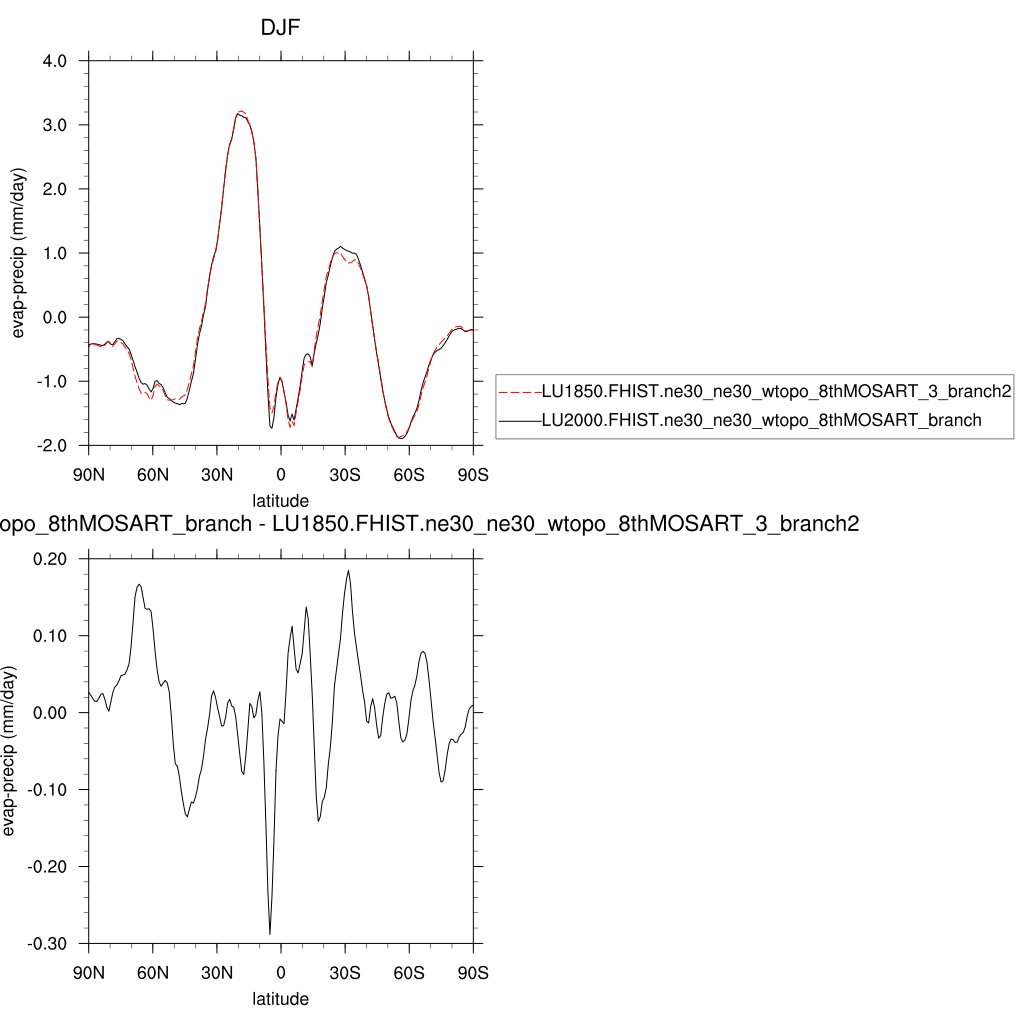 DJF
4.0
3.0
2.0
1.0
0.0
-1.0
-2.0
evap-precip (mm/day)
90N 60N 30N 0 30S 60S 90S
latitude
LU1850.FHIST.ne30_ne30_wtopo_8thMOSART_3_branch2
LU2000.FHIST.ne30_ne30_wtopo_8thMOSART_branch
opo_8thMOSART_branch - LU1850.FHIST.ne30_ne30_wtopo_8thMOSART_3_branch2
0.20
0.10
0.00
-0.10
-0.20
-0.30
evap-precip (mm/day)
90N 60N 30N 0 30S 60S 90S
latitude